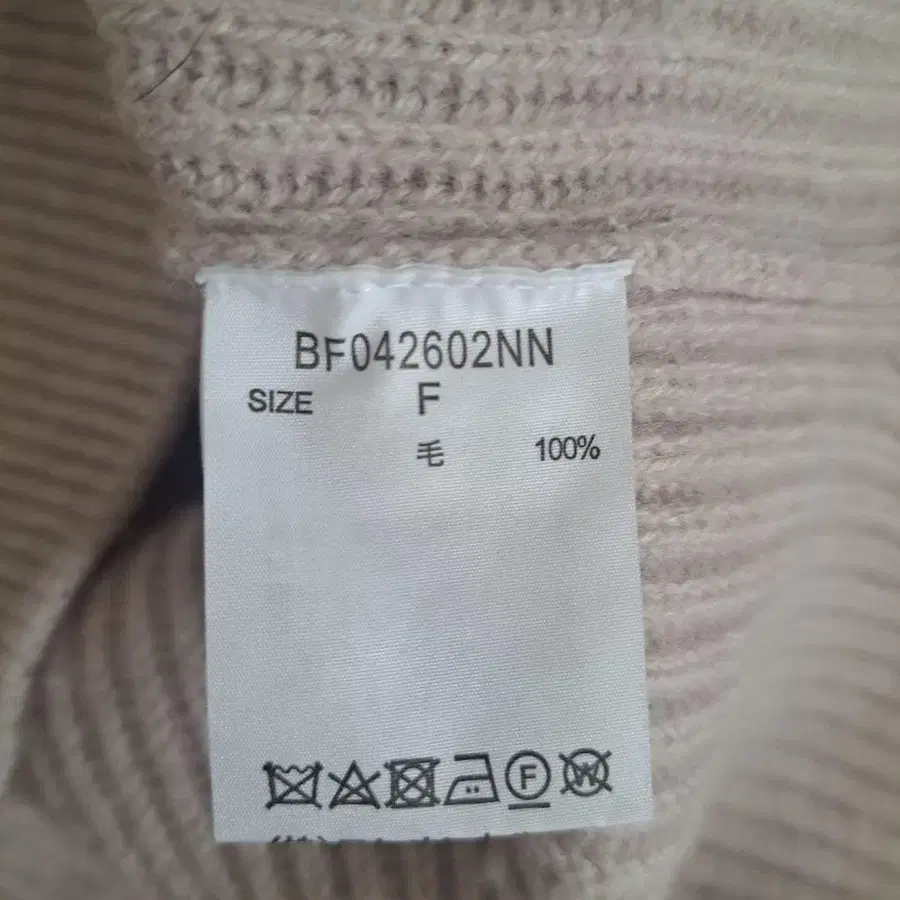 BF042602NN
SIZE F
毛 100%
F W